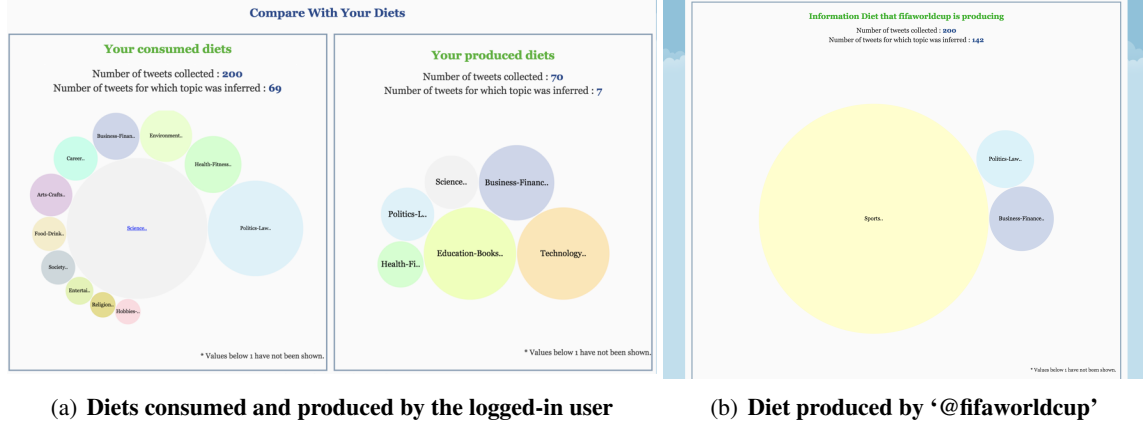 Compare With Your Diets
Your consumed diets
Number of tweets collected : 200
Number of tweets for which topic was inferred : 69
Business-Finan..
Environment..
Career..
Health-Fitness..
Arts-Crafts..
Food-Drink..
Science..
Politics-Law..
Society..
Entertai..
Religion..
Hobbies-..
* Values below 1 have not been shown.
Your produced diets
Number of tweets collected : 70
Number of tweets for which topic was inferred : 7
Science..
Business-Financ..
Politics-L..
Education-Books..
Technology..
Health-Fi..
* Values below 1 have not been shown.
(a) Diets consumed and produced by the logged-in user
Information Diet that fifaworldcup is producing
Number of tweets collected : 200
Number of tweets for which topic was inferred : 142
Politics-Law..
Sports..
Business-Finance..
* Values below 1 have not been shown.
(b) Diet produced by ‘@fifaworldcup’